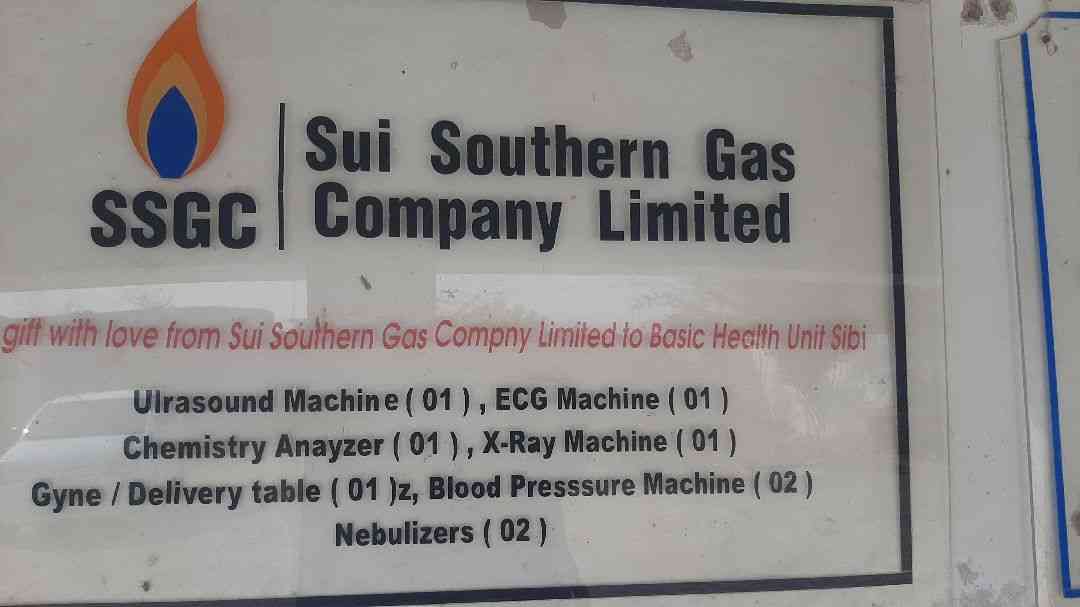 SSGC
Sui Southern Gas
Company Limited
gift with love from Sui Southern Gas Compny Limited to Basic Health Unit Sibi
Ulrasound Machine ( 01 ) , ECG Machine ( 01 )
Chemistry Anayzer ( 01 ) , X-Ray Machine ( 01 )
Gyne / Delivery table ( 01 )z, Blood Presssure Machine ( 02 )
Nebulizers ( 02 )